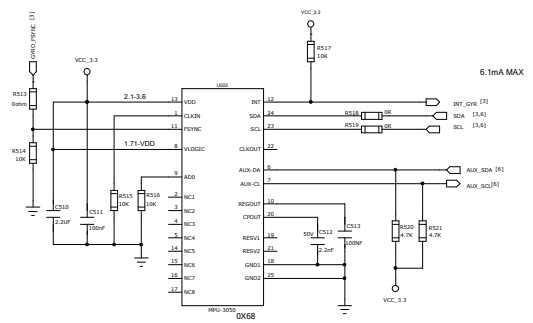 GYRO_FSYNC [3]
VCC_3.3
R517
10K
6.1mA MAX
VCC_3.3
R513
0ohm
U502
2.1-3.6
13 VDD
1 CLKIN
11 FSYNC
1.71-VDD
8 VLOGIC
9 AD0
2 NC1
3 NC2
4 NC3
5 NC4
14 NC5
15 NC6
16 NC7
17 NC8
INT 12
SDA 24
SCL 23
CLKOUT 22
AUX-DA 6
AUX-CL 7
REGOUT 10
CPOUT 20
RESV1 19
RESV2 21
GND1 18
GND2 25
INT_GYR [3]
R518 0R
SDA [3,6]
R519 0R
SCL [3,6]
R514
10K
AUX_SDA [6]
AUX_SCL[6]
C510
2.2UF
C511
100nF
R515
10K
R516
10K
50V C512
2.2nF
C513
100NF
R520
4.7K
R521
4.7K
VCC_3.3
MPU-3050
0X68